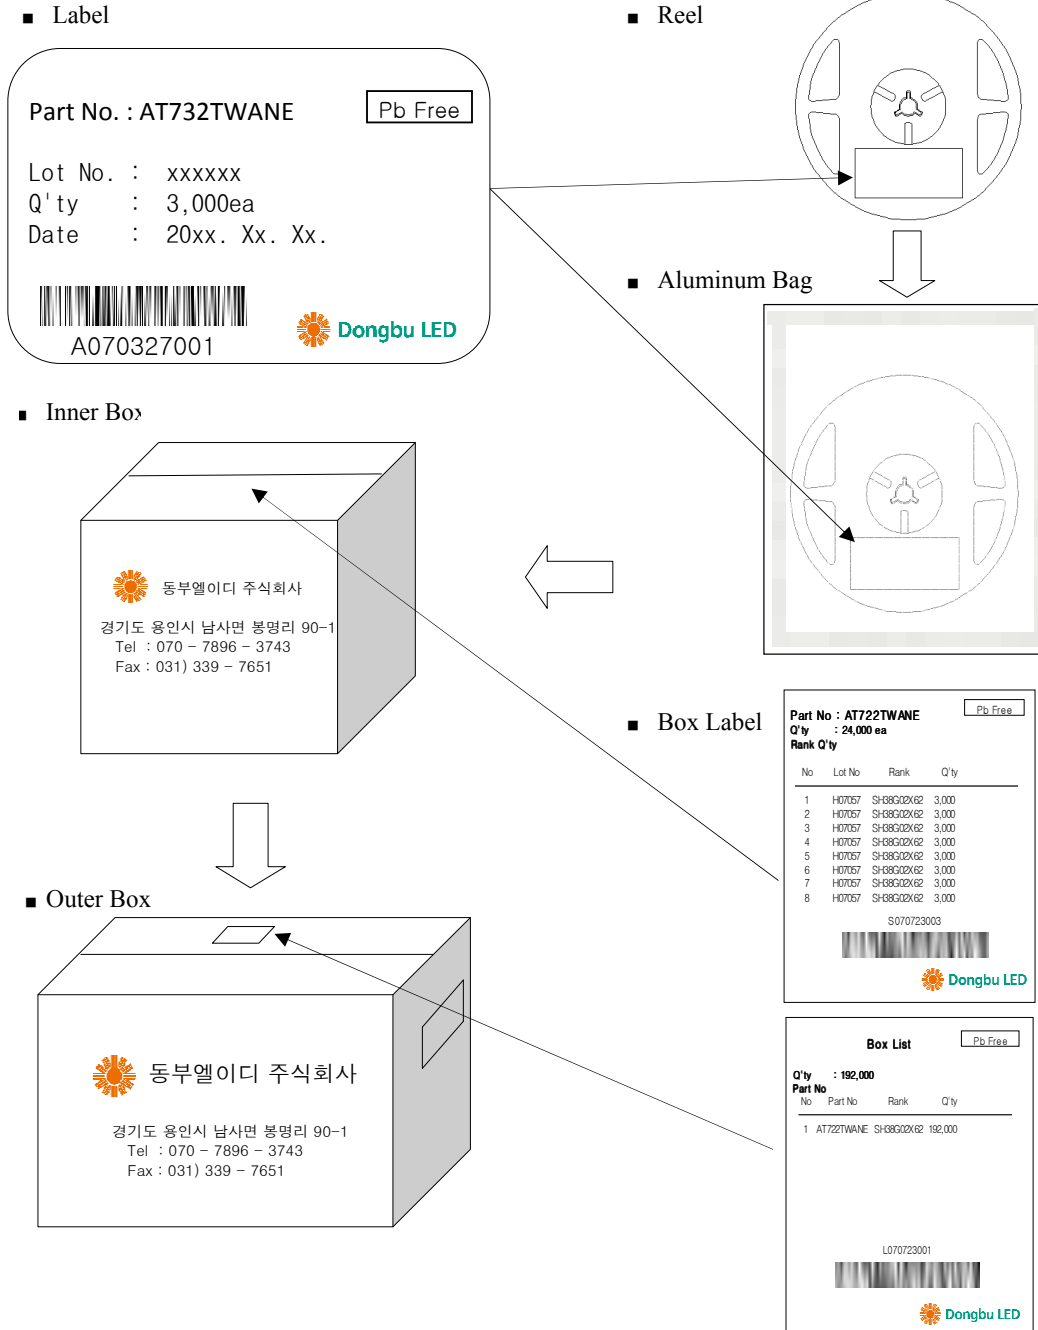 ■ Label
Part No. : AT732TWANE
Pb Free
Lot No. : xxxxxx
Q'ty : 3,000ea
Date : 20xx. Xx. Xx.
A070327001
Dongbu LED
■ Reel
■ Aluminum Bag
■ Inner Box
동부엘이디 주식회사
경기도 용인시 남사면 봉명리 90-1
Tel : 070 - 7896 - 3743
Fax : 031) 339 - 7651
■ Box Label
Part No : AT722TWANE
Pb Free
Q'ty : 24,000 ea
Rank Q'ty
No Lot No Rank Q'ty
1 H07057 SH38G02X62 3,000
2 H07057 SH38G02X62 3,000
3 H07057 SH38G02X62 3,000
4 H07057 SH38G02X62 3,000
5 H07057 SH38G02X62 3,000
6 H07057 SH38G02X62 3,000
7 H07057 SH38G02X62 3,000
8 H07057 SH38G02X62 3,000
S070723003
Dongbu LED
■ Outer Box
동부엘이디 주식회사
경기도 용인시 남사면 봉명리 90-1
Tel : 070 - 7896 - 3743
Fax : 031) 339 - 7651
Box List
Pb Free
Q'ty : 192,000
Part No
No Part No Rank Q'ty
1 AT722TWANE SH38G02X62 192,000
L070723001
Dongbu LED